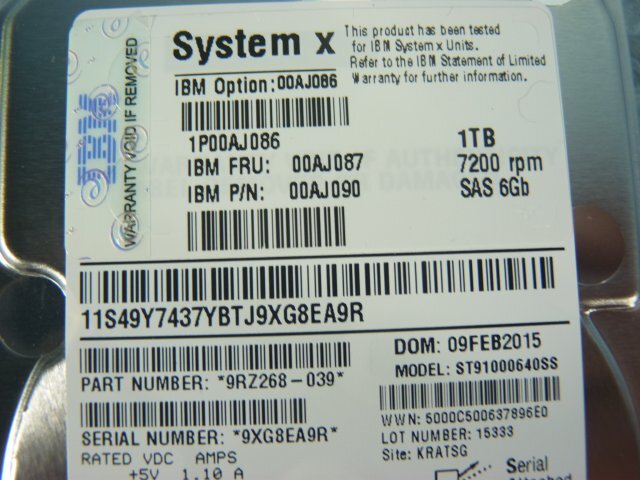 WARRANTY VOID IF REMOVED
IBM
System x
This product has been tested
for IBM System x Units.
Refer to the IBM Statement of Limited
Warranty for further information.
IBM Option:00AJ086
1P00AJ086
IBM FRU: 00AJ087
IBM P/N: 00AJ090
1TB
7200 rpm
SAS 6Gb
11S49Y7437YBTJ9XG8EA9R
PART NUMBER: *9RZ268-039*
SERIAL NUMBER: *9XG8EA9R*
RATED VDC AMPS
+5V 1.10 A
DOM: 09FEB2015
MODEL: ST91000640SS
WWN: 5000C500637896E0
LOT NUMBER: 15333
Site: KRATSG
Serial
Attached